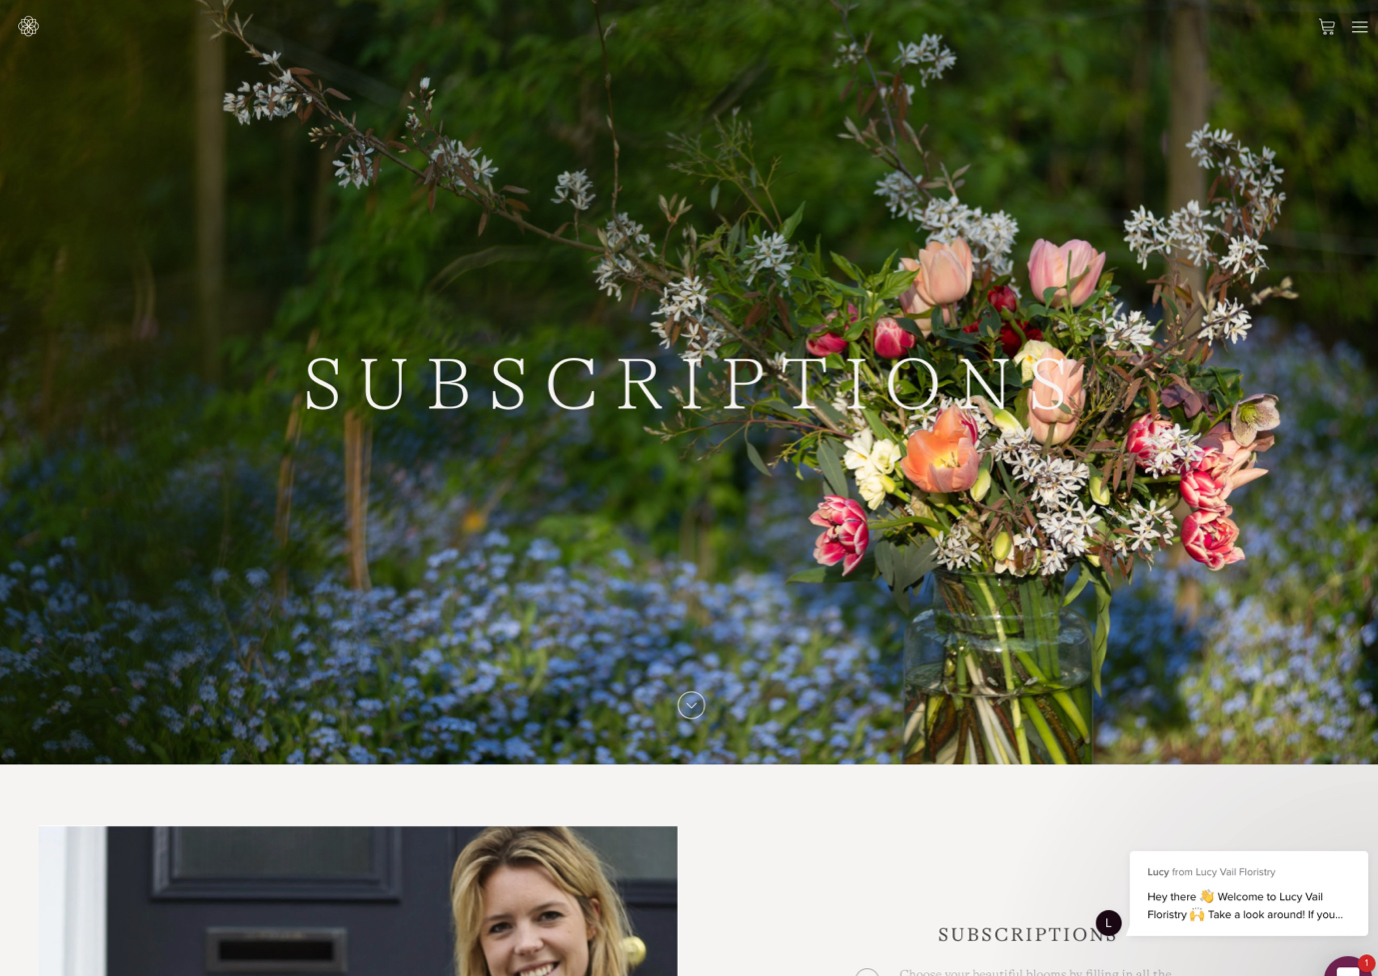 SUBSCRIPTIONS
Lucy from Lucy Vail Floristry
Hey there 👋 Welcome to Lucy Vail
Floristry 🙌 Take a look around! If you...
L
SUBSCRIPTIONS
Choose your beautiful blooms by filling in all the
1